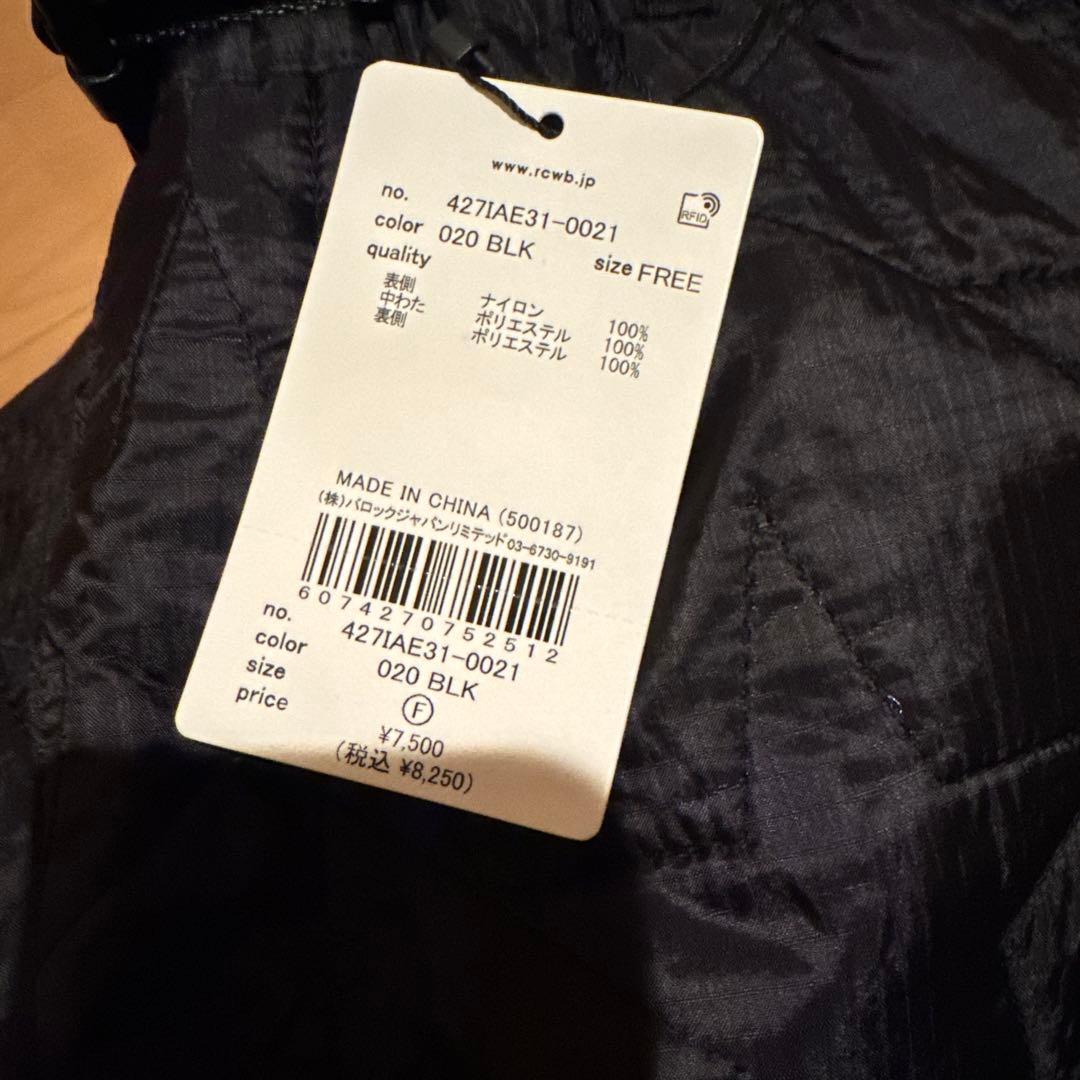 www.rcwb.jp
RFID
no. 427IAE31-0021
color 020 BLK size FREE
quality
表側 ナイロン 100%
中わた ポリエステル 100%
裏側 ポリエステル 100%
MADE IN CHINA (500187)
(株)バロックジャパンリミテッド03-6730-9191
6074270752512
no. 427IAE31-0021
color 020 BLK
size F
price ¥7,500
(税込 ¥8,250)